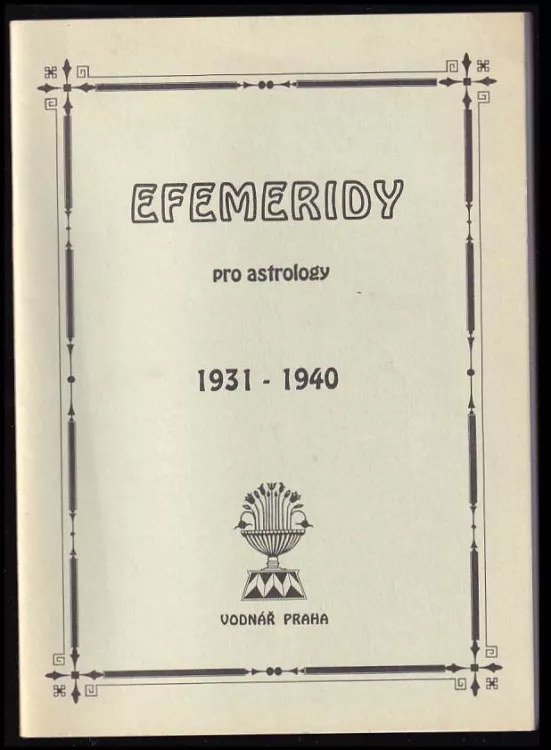 EFEMERIDY
pro astrology
1931 - 1940
VODNÁŘ PRAHA